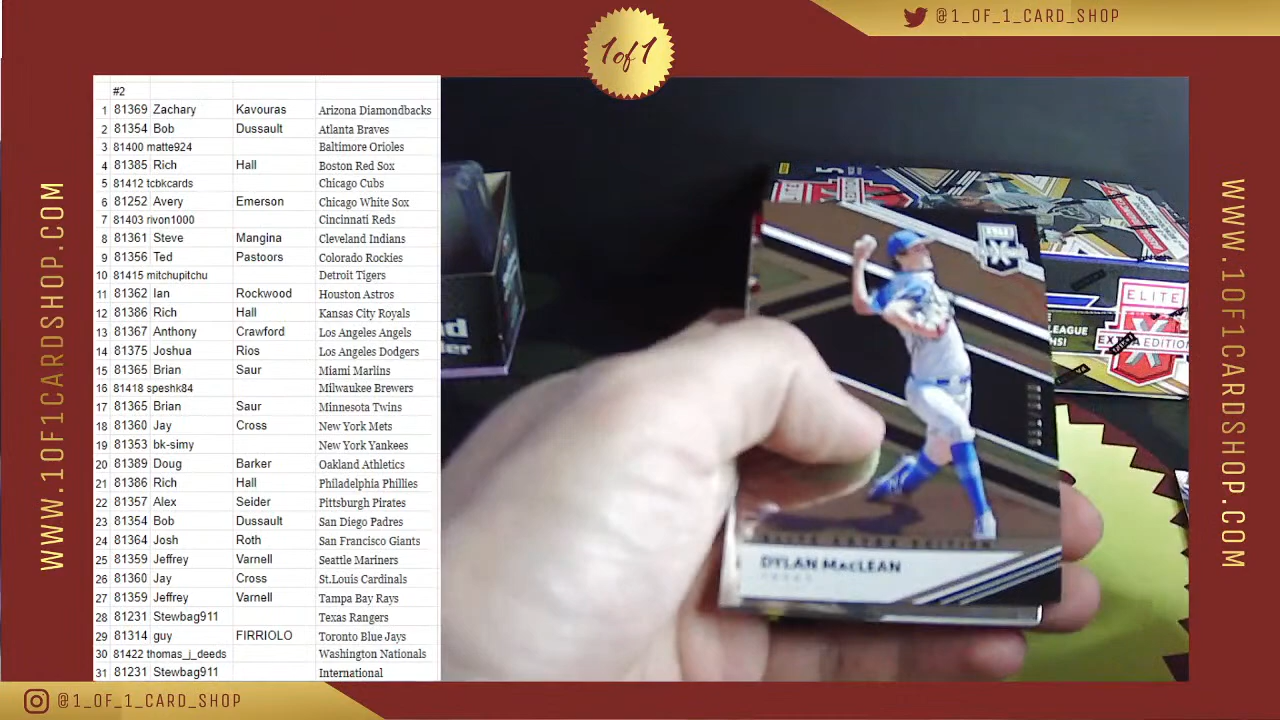 @1_OF_1_CARD_SHOP
1 of 1
#2
1 81369 Zachary Kavouras Arizona Diamondbacks
2 81354 Bob Dussault Atlanta Braves
3 81400 matte924 Baltimore Orioles
4 81385 Rich Hall Boston Red Sox
5 81412 tcbkcards Chicago Cubs
6 81252 Avery Emerson Chicago White Sox
7 81403 rivon1000 Cincinnati Reds
8 81361 Steve Mangina Cleveland Indians
9 81356 Ted Pastoors Colorado Rockies
10 81415 mitchupitchu Detroit Tigers
11 81362 Ian Rockwood Houston Astros
12 81386 Rich Hall Kansas City Royals
13 81367 Anthony Crawford Los Angeles Angels
14 81375 Joshua Rios Los Angeles Dodgers
15 81365 Brian Saur Miami Marlins
16 81418 speshk84 Milwaukee Brewers
17 81365 Brian Saur Minnesota Twins
18 81360 Jay Cross New York Mets
19 81353 bk-simy New York Yankees
20 81389 Doug Barker Oakland Athletics
21 81386 Rich Hall Philadelphia Phillies
22 81357 Alex Seider Pittsburgh Pirates
23 81354 Bob Dussault San Diego Padres
24 81364 Josh Roth San Francisco Giants
25 81359 Jeffrey Varnell Seattle Mariners
26 81360 Jay Cross St.Louis Cardinals
27 81359 Jeffrey Varnell Tampa Bay Rays
28 81231 Stewbag911 Texas Rangers
29 81314 guy FIRRIOLO Toronto Blue Jays
30 81422 thomas_j_deeds Washington Nationals
31 81231 Stewbag911 International
WWW.1OF1CARDSHOP.COM
ELITE
EXTRA EDITION
DYLAN MACLEAN
ELITE
X
EXTRA EDITION
LEAGUE
WWW.1OF1CARDSHOP.COM
@1_OF_1_CARD_SHOP